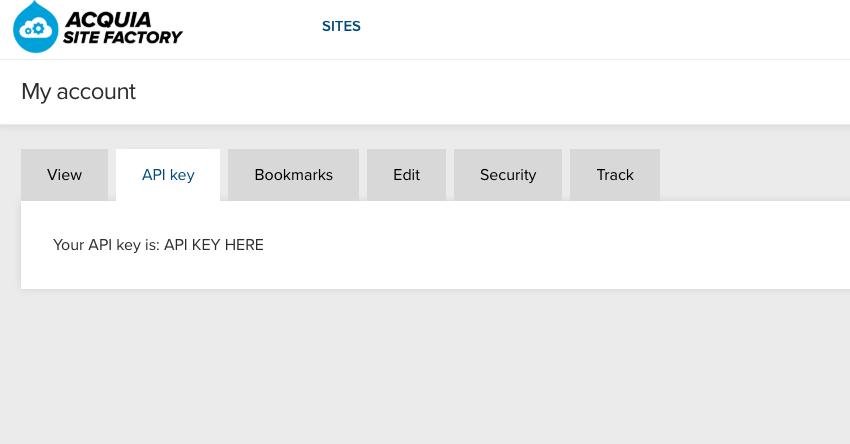 ACQUIA
SITE FACTORY
SITES
My account
View
API key
Bookmarks
Edit
Security
Track
Your API key is: API KEY HERE